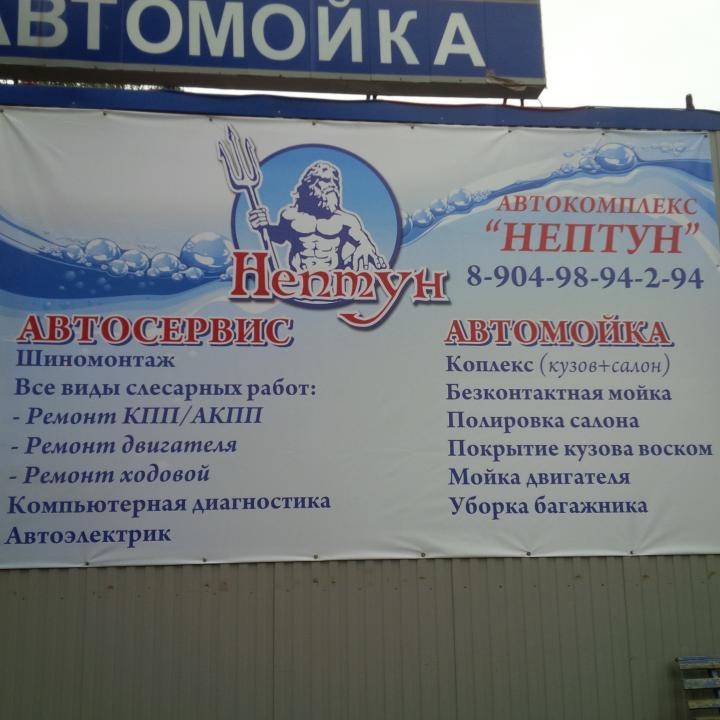 АВТОМОЙКА
АВТОКОМПЛЕКС
"НЕПТУН"
8-904-98-94-2-94
Нептун
АВТОСЕРВИС
Шиномонтаж
Все виды слесарных работ:
- Ремонт КПП/АКПП
- Ремонт двигателя
- Ремонт ходовой
Компьютерная диагностика
Автоэлектрик
АВТОМОЙКА
Коплекс (кузов+салон)
Безконтактная мойка
Полировка салона
Покрытие кузова воском
Мойка двигателя
Уборка багажника